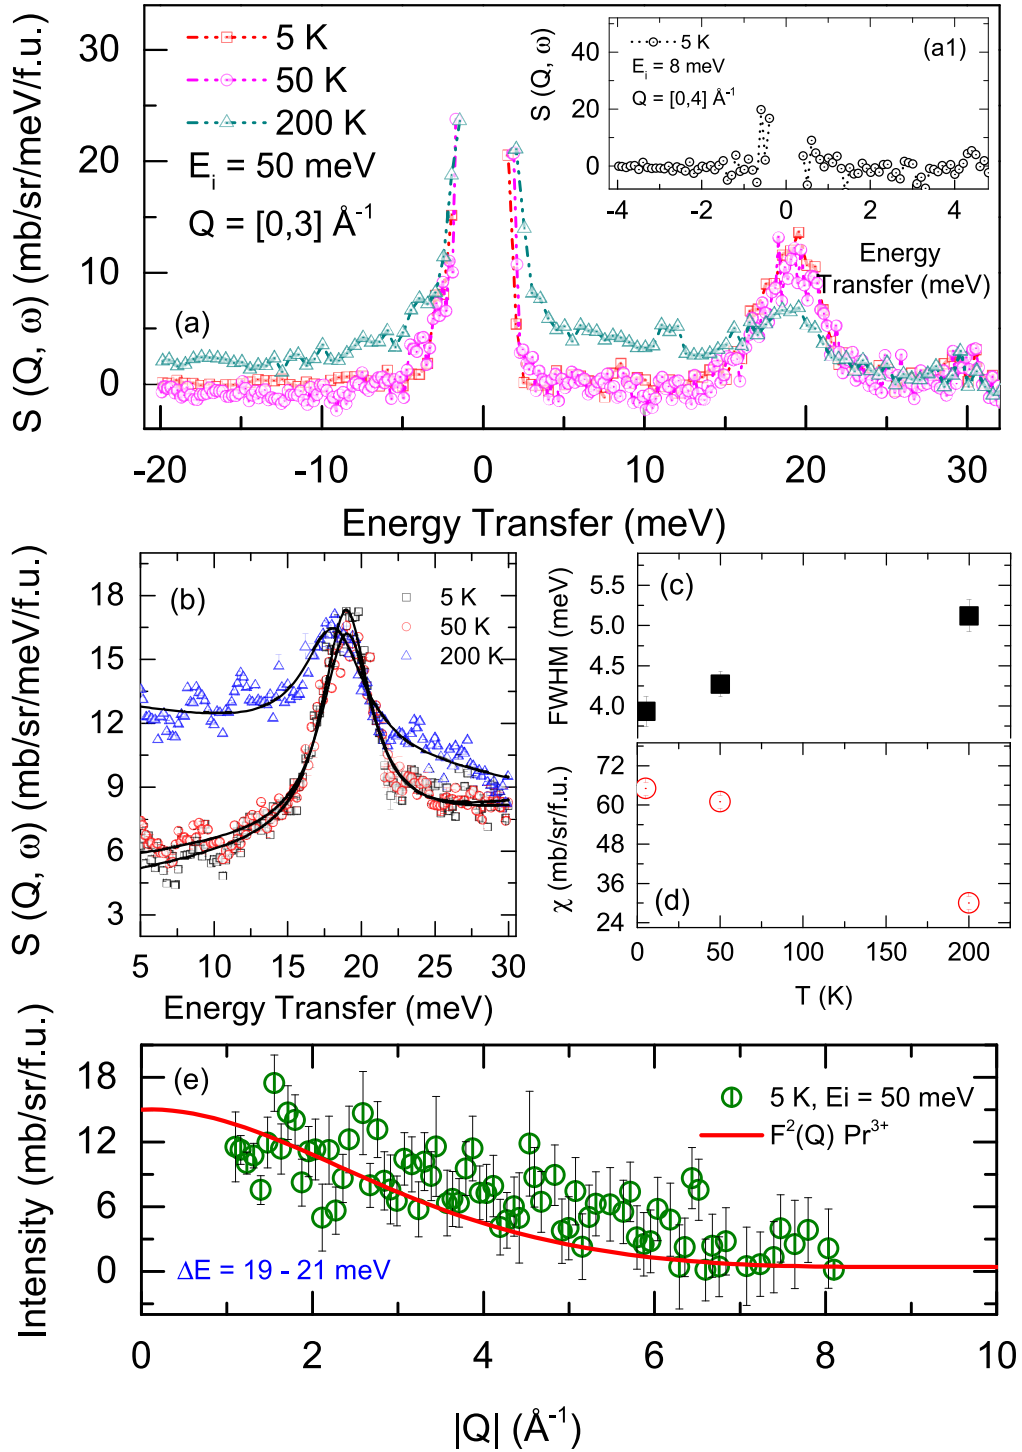 S (Q, ω) (mb/sr/meV/f.u.)
30
20
10
0
5 K
50 K
200 K
E_i = 50 meV
Q = [0,3] Å⁻¹
(a)
-20 -10 0 10 20 30
Energy Transfer (meV)
S (Q, ω)
40
20
0
5 K
E_i = 8 meV
Q = [0,4] Å⁻¹
(a1)
-4 -2 0 2 4
Energy
Transfer (meV)
S (Q, ω) (mb/sr/meV/f.u.)
18
15
12
9
6
3
(b)
5 K
50 K
200 K
5 10 15 20 25 30
Energy Transfer (meV)
FWHM (meV)
5.5
5.0
4.5
4.0
(c)
χ (mb/sr/f.u.)
72
60
48
36
24
(d)
0 25 50 75 100 125 150 175 200
T (K)
Intensity (mb/sr/f.u.)
18
12
6
0
(e)
5 K, Ei = 50 meV
F²(Q) Pr³⁺
ΔE = 19 - 21 meV
0 2 4 6 8 10
|Q| (Å⁻¹)